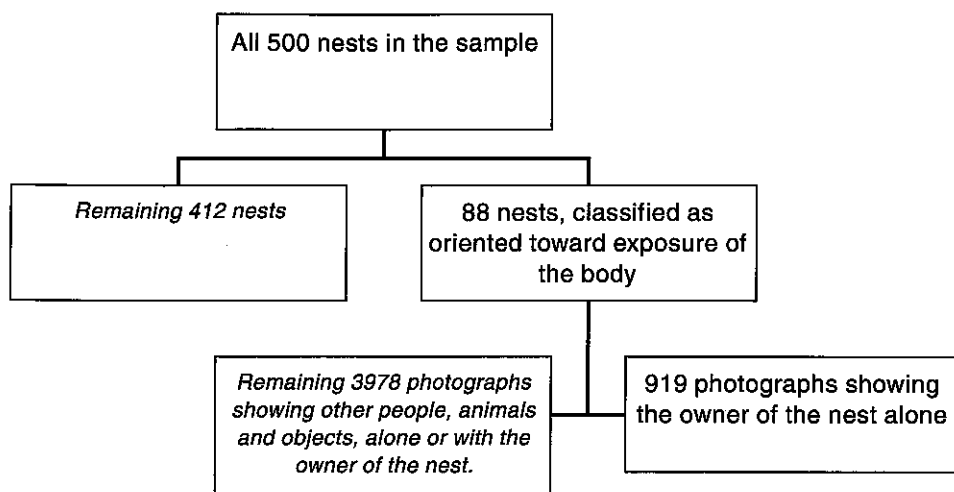 All 500 nests in the sample
Remaining 412 nests
88 nests, classified as
oriented toward exposure of
the body
Remaining 3978 photographs
showing other people, animals
and objects, alone or with the
owner of the nest.
919 photographs showing
the owner of the nest alone